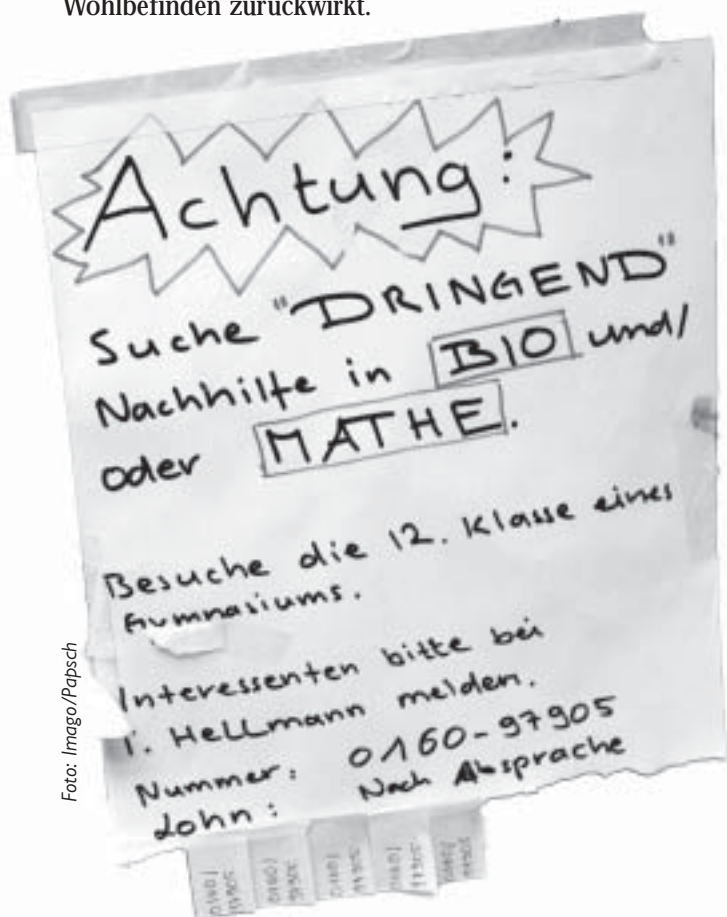 Wohlbefinden zurückwirkt.
Achtung:
Suche "DRINGEND"
Nachhilfe in BIO und/
oder MATHE.
Besuche die 12. Klasse eines
Gymnasiums.
Interessenten bitte bei
HeLLmann melden.
Nummer: 0160-97905
Lohn: Nach Absprache
Foto: Imago/Papsch